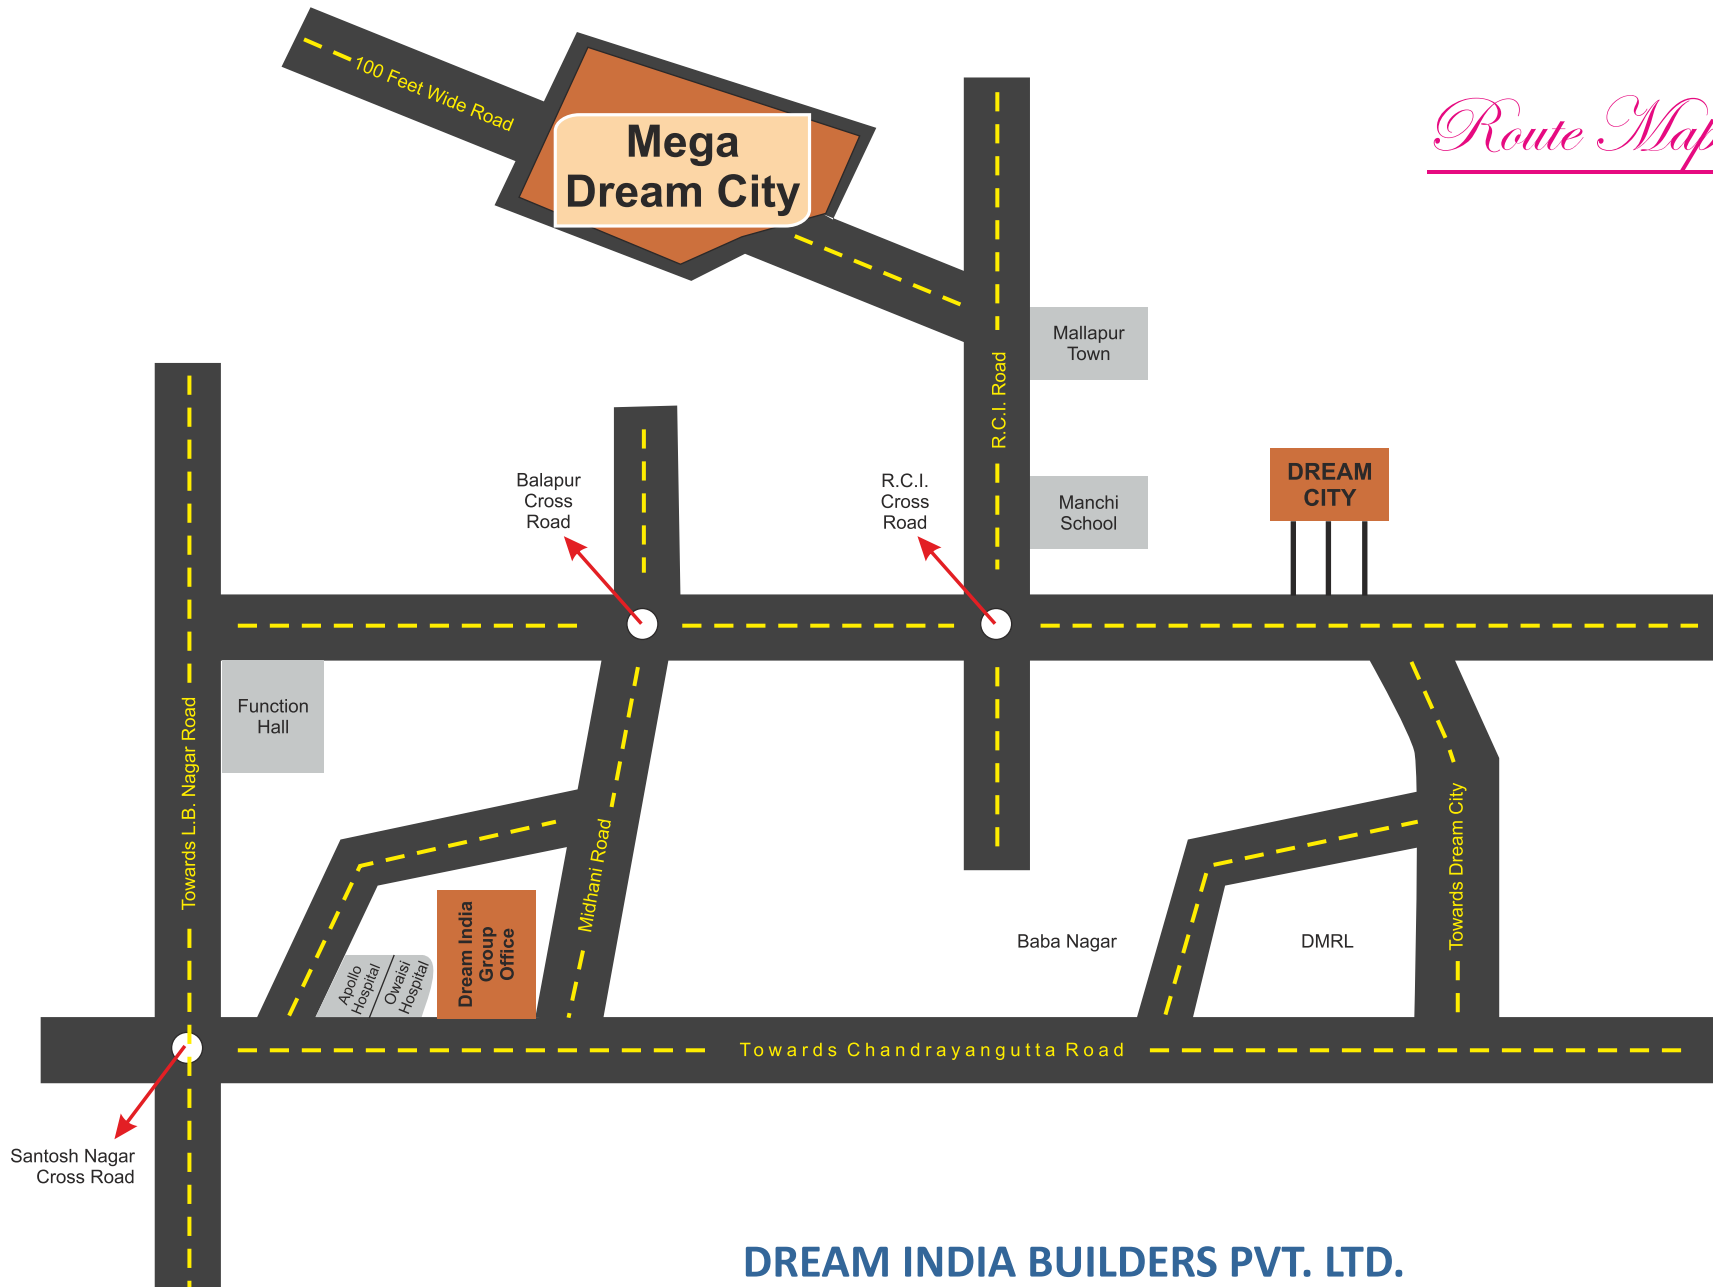 100 Feet Wide Road
Mega
Dream City
Route Map
Mallapur
Town
R.C.I. Road
Balapur
Cross
Road
R.C.I.
Cross
Road
Manchi
School
DREAM
CITY
Function
Hall
Towards L.B. Nagar Road
Midhani Road
Towards Dream City
Apollo
Hospital
Owaisi
Hospital
Dream India
Group
Office
Baba Nagar
DMRL
Towards Chandrayangutta Road
Santosh Nagar
Cross Road
DREAM INDIA BUILDERS PVT. LTD.